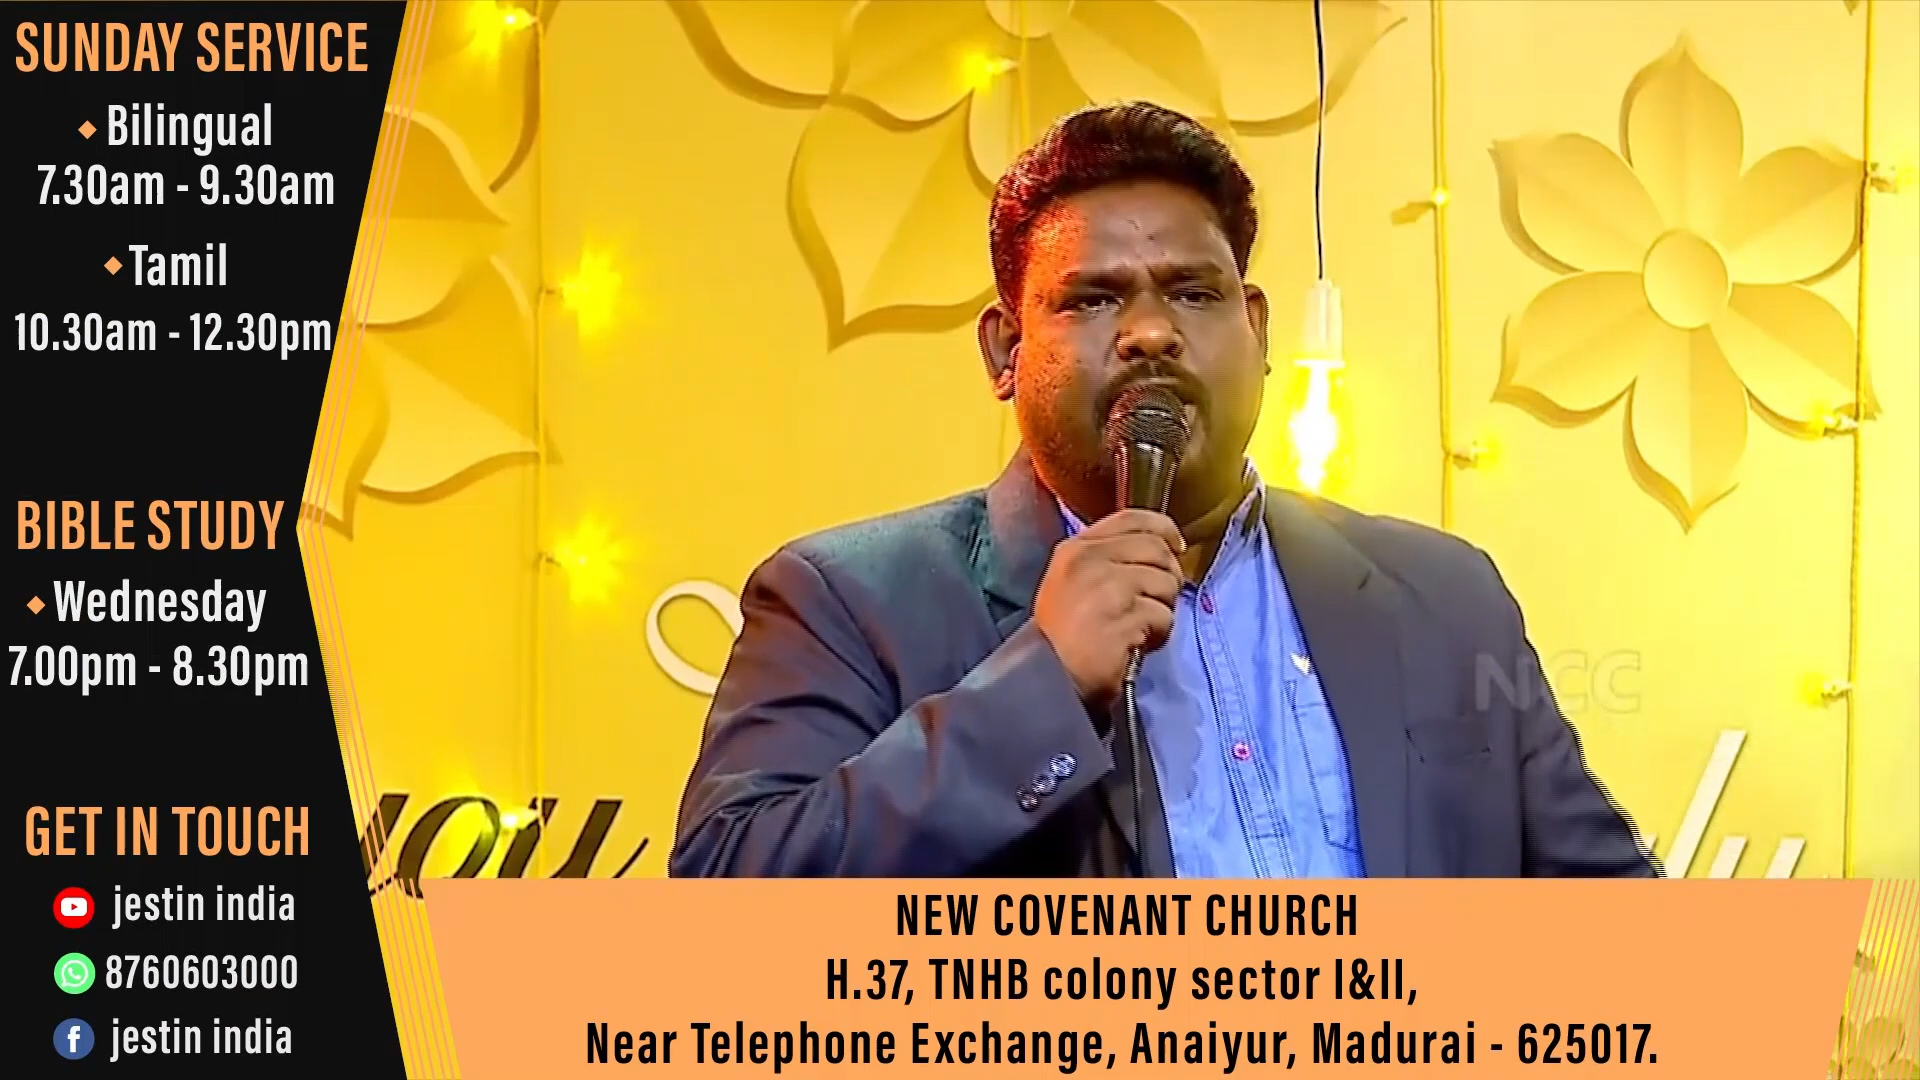 SUNDAY SERVICE
Bilingual
7.30am - 9.30am
Tamil
10.30am - 12.30pm
BIBLE STUDY
Wednesday
7.00pm - 8.30pm
GET IN TOUCH
jestin india
8760603000
jestin india
you
NCC
NEW COVENANT CHURCH
H.37, TNHB colony sector I&II,
Near Telephone Exchange, Anaiyur, Madurai - 625017.